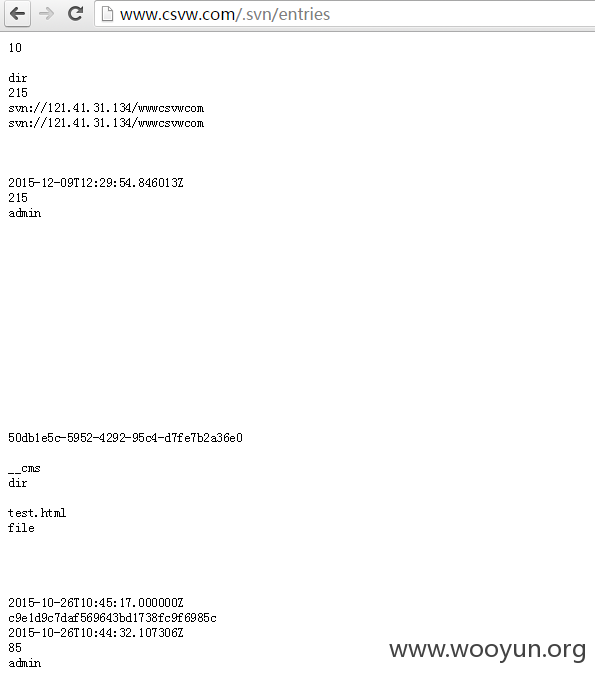 www.csvw.com/.svn/entries
10
dir
215
svn://121.41.31.134/wwwcsvwcom
svn://121.41.31.134/wwwcsvwcom
2015-12-09T12:29:54.846013Z
215
admin
50db1e5c-5952-4292-95c4-d7fe7b2a36e0
__cms
dir
test.html
file
2015-10-26T10:45:17.000000Z
c9e1d9c7daf569643bd1738fc9f6985c
2015-10-26T10:44:32.107306Z
85
admin
www.wooyun.org